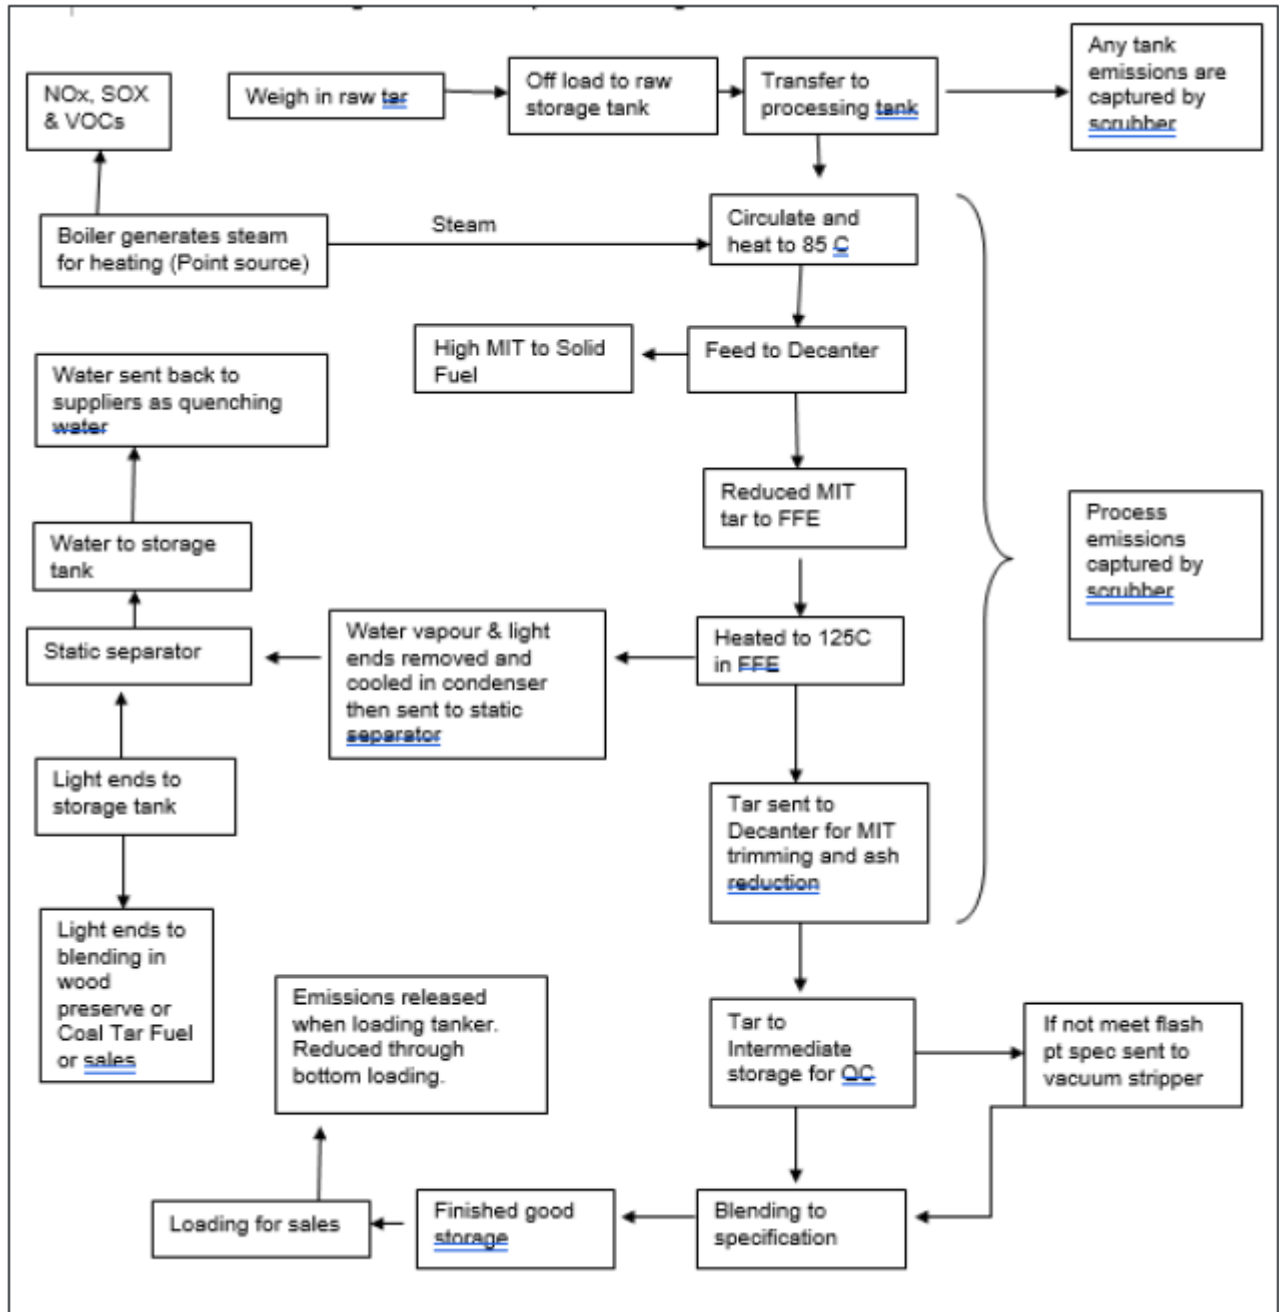 NOx, SOX
& VOCs
Weigh in raw tar
Off load to raw
storage tank
Transfer to
processing tank
Any tank
emissions are
captured by
scrubber
Boiler generates steam
for heating (Point source)
Steam
Circulate and
heat to 85 C
High MIT to Solid
Fuel
Feed to Decanter
Water sent back to
suppliers as quenching
water
Reduced MIT
tar to FFE
Process
emissions
captured by
scrubber
Water to storage
tank
Static separator
Water vapour & light
ends removed and
cooled in condenser
then sent to static
separator
Heated to 125C
in FFE
Light ends to
storage tank
Tar sent to
Decanter for MIT
trimming and ash
reduction
Light ends to
blending in
wood
preserve or
Coal Tar Fuel
or sales
Emissions released
when loading tanker.
Reduced through
bottom loading.
Tar to
Intermediate
storage for QC
If not meet flash
pt spec sent to
vacuum stripper
Loading for sales
Finished good
storage
Blending to
specification